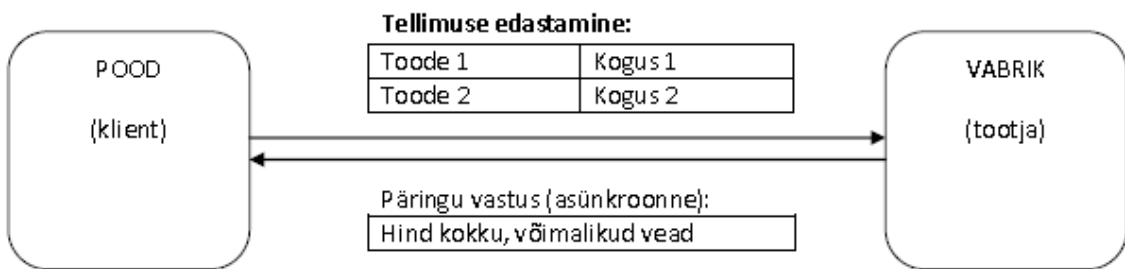 Tellimuse edastamine:
POOD
(klient)
Toode 1 Kogus 1
Toode 2 Kogus 2
VABRIK
(tootja)
Päringu vastus (asünkroonne):
Hind kokku, võimalikud vead